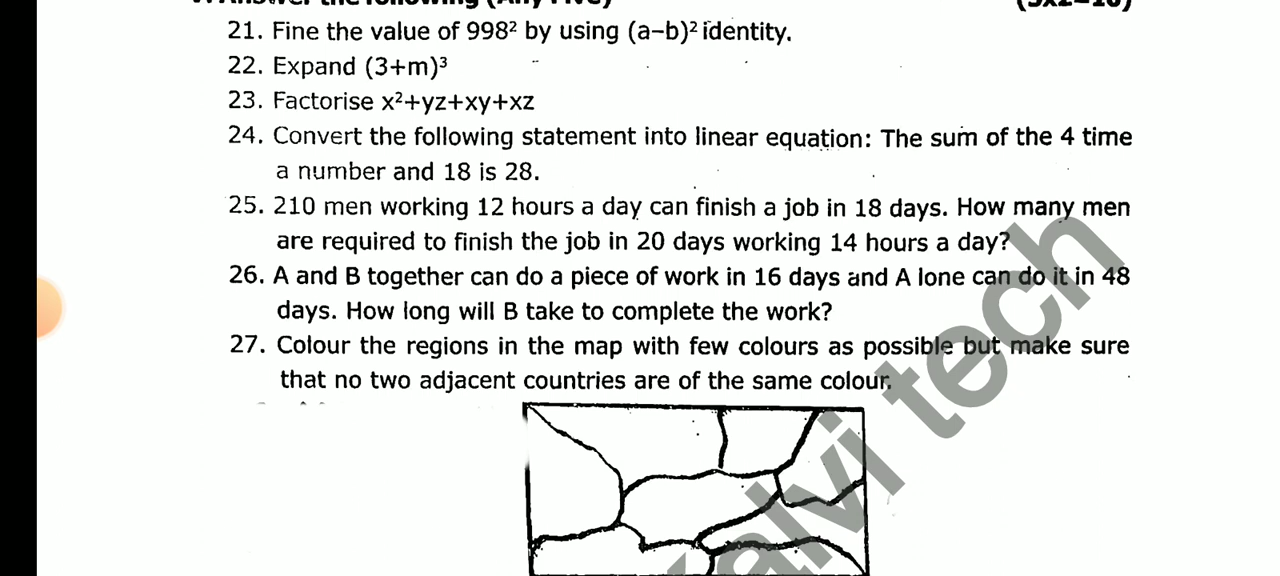 21. Fine the value of 998² by using (a–b)² identity.
22. Expand (3+m)³
23. Factorise x²+yz+xy+xz
24. Convert the following statement into linear equation: The sum of the 4 time
a number and 18 is 28.
25. 210 men working 12 hours a day can finish a job in 18 days. How many men
are required to finish the job in 20 days working 14 hours a day?
26. A and B together can do a piece of work in 16 days and A lone can do it in 48
days. How long will B take to complete the work?
27. Colour the regions in the map with few colours as possible but make sure
that no two adjacent countries are of the same colour.
tech